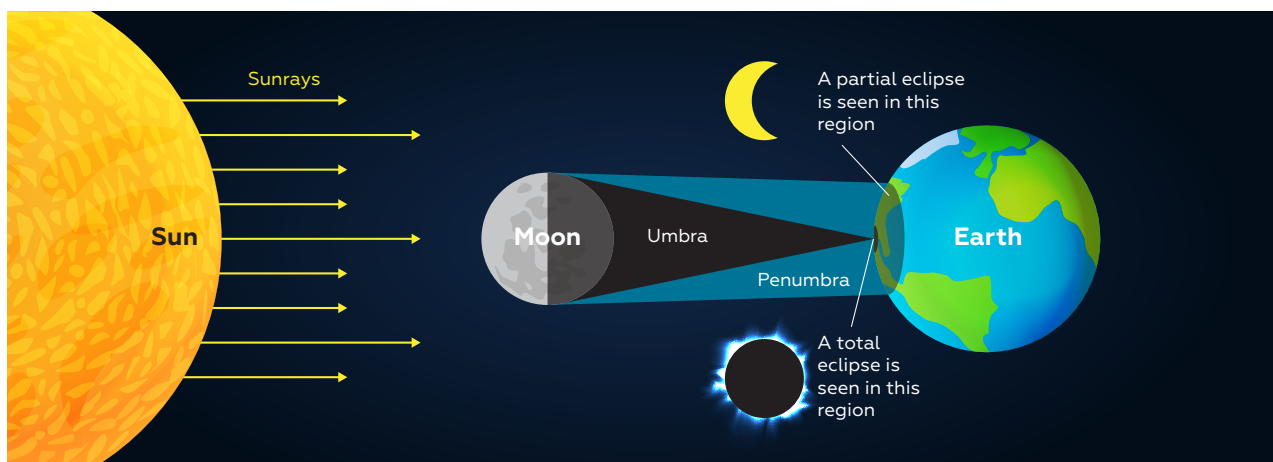 Sunrays
A partial eclipse
is seen in this
region
Sun
Moon
Umbra
Earth
Penumbra
A total
eclipse is
seen in this
region